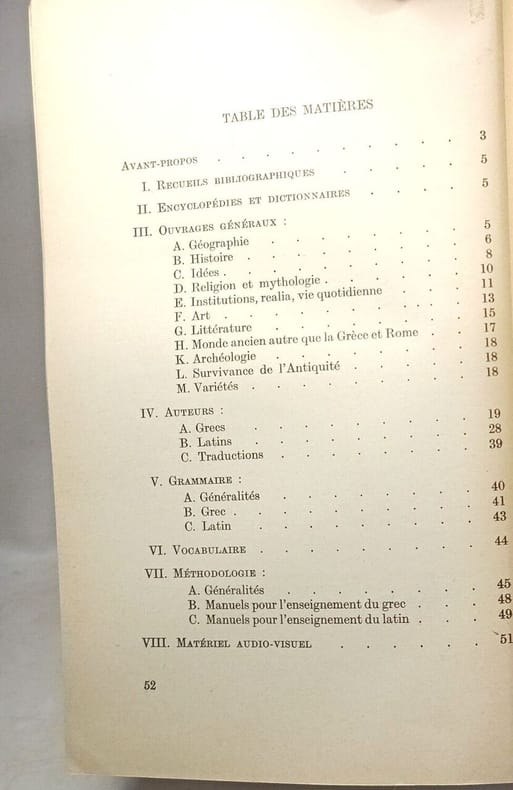 TABLE DES MATIÈRES
AVANT-PROPOS . . . . . . . . . 3
I. RECUEILS BIBLIOGRAPHIQUES . . . . 5
II. ENCYCLOPÉDIES ET DICTIONNAIRES . . . . 5
III. OUVRAGES GÉNÉRAUX :
A. Géographie . . . . . . 5
B. Histoire . . . . . . . 6
C. Idées . . . . . . . 8
D. Religion et mythologie . . . . . 10
E. Institutions, realia, vie quotidienne . . . 11
F. Art . . . . . . . 13
G. Littérature . . . . . . 15
H. Monde ancien autre que la Grèce et Rome . . 17
K. Archéologie . . . . . . 18
L. Survivance de l'Antiquité . . . . 18
M. Variétés . . . . . . . 18
IV. AUTEURS :
A. Grecs . . . . . . . 19
B. Latins . . . . . . . 28
C. Traductions . . . . . . 39
V. GRAMMAIRE :
A. Généralités . . . . . . 40
B. Grec . . . . . . . 41
C. Latin . . . . . . . 43
VI. VOCABULAIRE . . . . . . . 44
VII. MÉTHODOLOGIE :
A. Généralités . . . . . . . 45
B. Manuels pour l'enseignement du grec . . . 48
C. Manuels pour l'enseignement du latin . . . 49
VIII. MATÉRIEL AUDIO-VISUEL . . . . . . 51
52